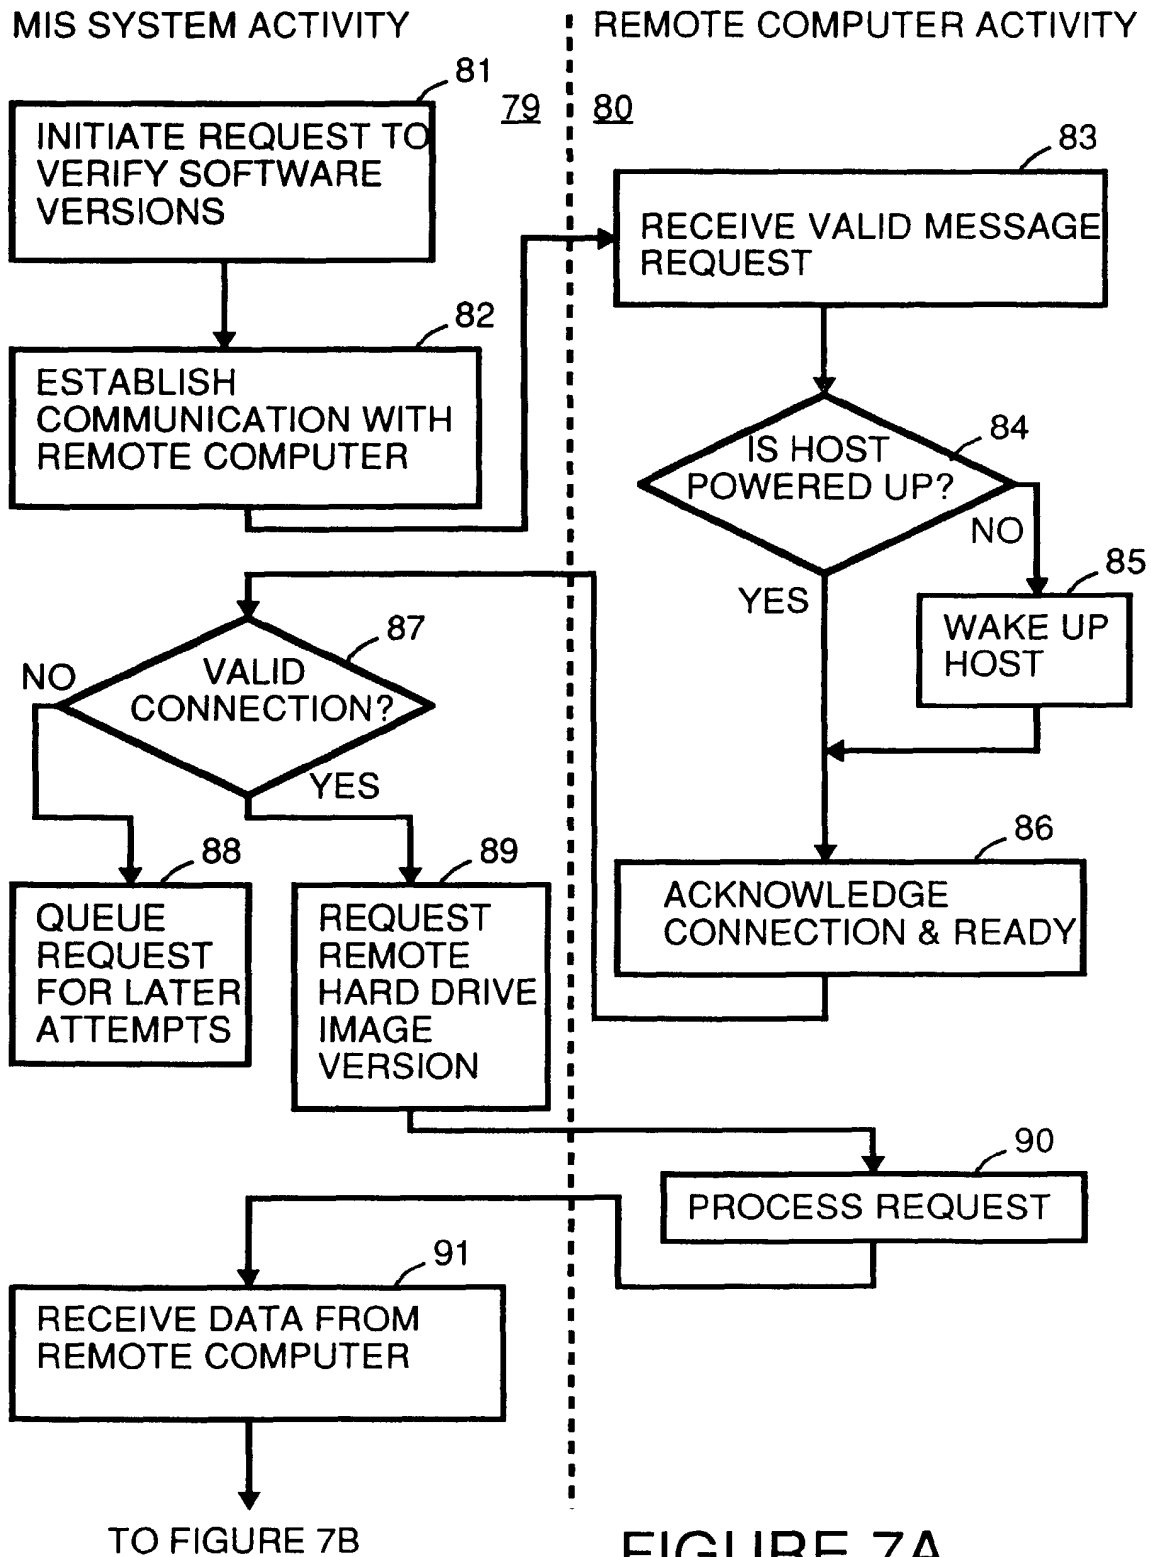 MIS SYSTEM ACTIVITY
REMOTE COMPUTER ACTIVITY
79
80
81
INITIATE REQUEST TO
VERIFY SOFTWARE
VERSIONS
82
ESTABLISH
COMMUNICATION WITH
REMOTE COMPUTER
83
RECEIVE VALID MESSAGE
REQUEST
84
IS HOST
POWERED UP?
NO
YES
85
WAKE UP
HOST
86
ACKNOWLEDGE
CONNECTION & READY
87
VALID
CONNECTION?
NO
YES
88
QUEUE
REQUEST
FOR LATER
ATTEMPTS
89
REQUEST
REMOTE
HARD DRIVE
IMAGE
VERSION
90
PROCESS REQUEST
91
RECEIVE DATA FROM
REMOTE COMPUTER
TO FIGURE 7B
FIGURE 7A